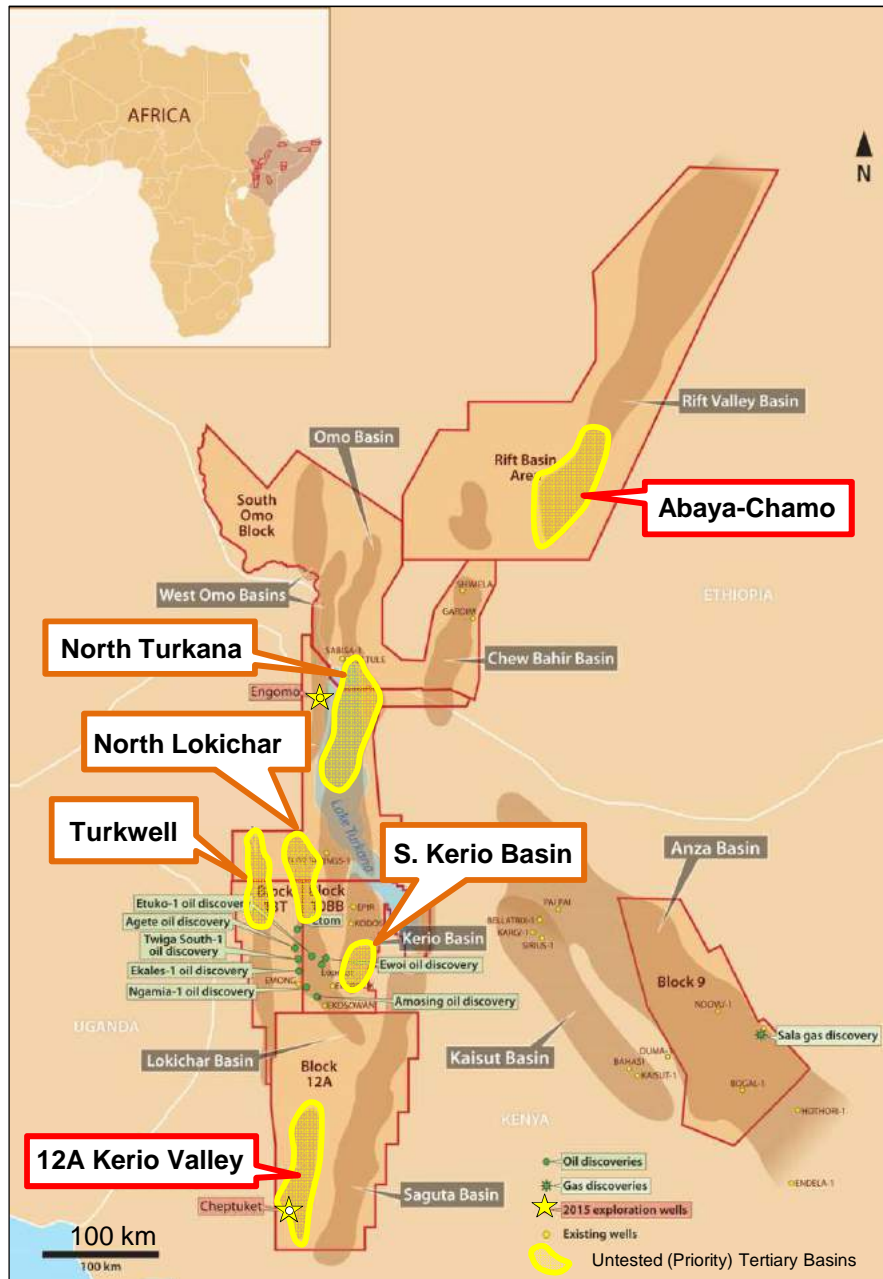 AFRICA
N
Rift Valley Basin
Omo Basin
Rift Basin
Area
South
Omo
Block
Abaya-Chamo
West Omo Basins
SHIMELA
GARDIM
ETHIOPIA
North Turkana
SABISA-1
Chew Bahir Basin
Engomo
North Lokichar
Lake Turkana
Turkwell
S. Kerio Basin
Anza Basin
Etuko-1 oil discovery
Block
13T
Block
10BB
EPIR
PAI PAI
BELLATRIX-1
Agete oil discovery
Etom
KODOS
SIRIUS-1
Twiga South-1
oil discovery
Kerio Basin
Ewoi oil discovery
Ekales-1 oil discovery
EMONG
Block 9
NDOVU-1
Ngamia-1 oil discovery
Amosing oil discovery
EKOSOWAN
UGANDA
Sala gas discovery
Lokichar Basin
Kaisut Basin
DUMA-1
BAHASI
KAISUT-1
Block
12A
BOGAL-1
HOTHORI-1
KENYA
12A Kerio Valley
Oil discoveries
Saguta Basin
Gas discoveries
ENDELA-1
Cheptuket
2015 exploration wells
Existing wells
100 km
100 km
Untested (Priority) Tertiary Basins